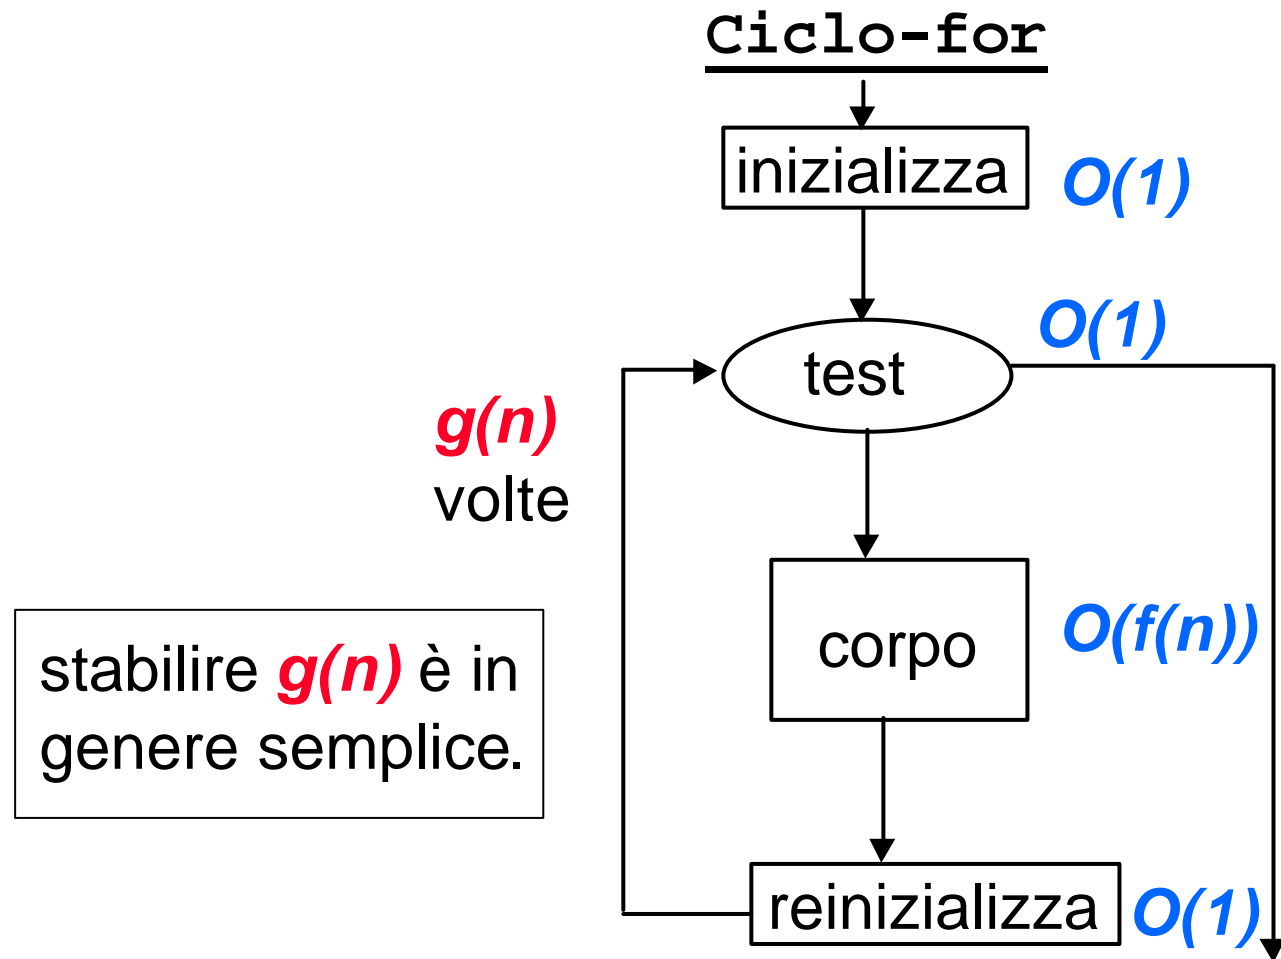 Ciclo-for
inizializza
O(1)
O(1)
test
g(n)
volte
corpo
O(f(n))
stabilire g(n) è in
genere semplice.
reinizializza
O(1)